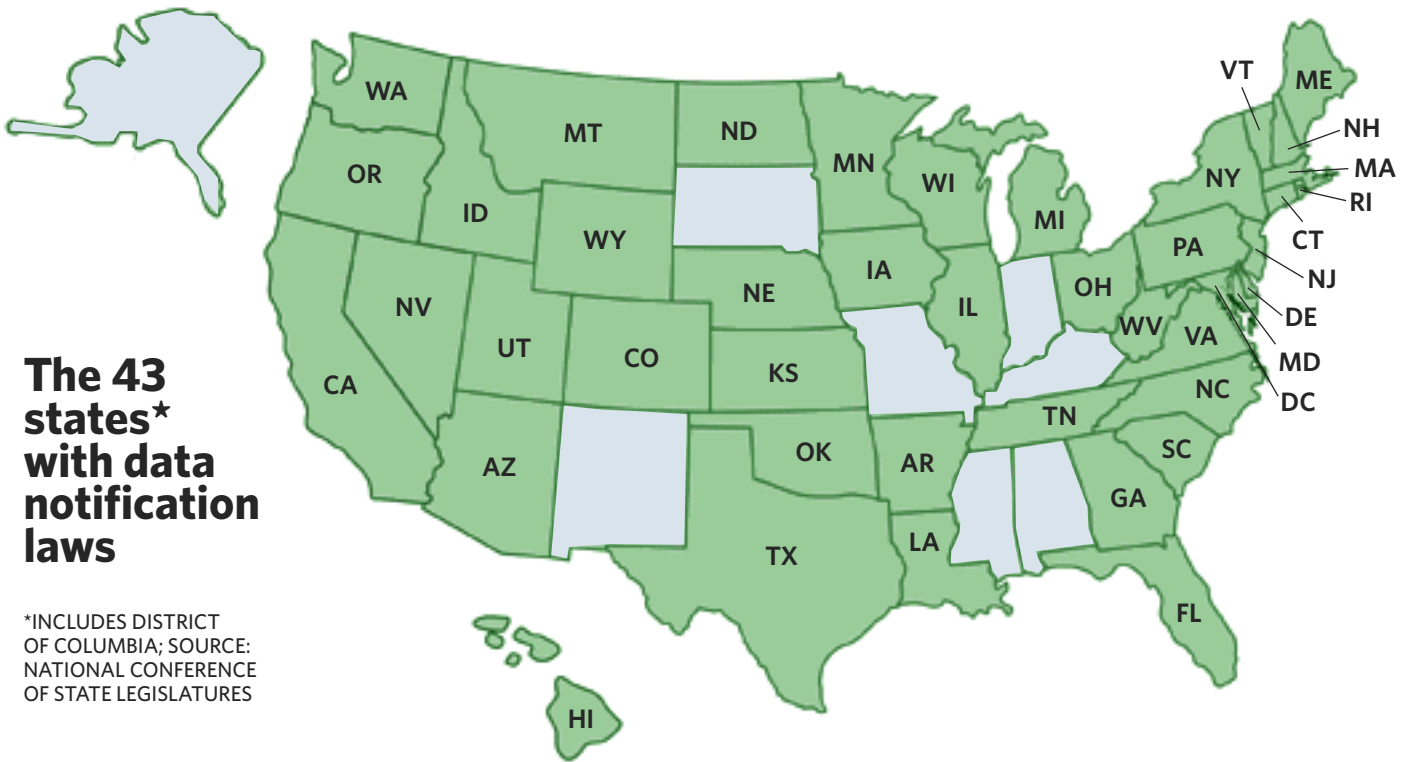 The 43
states*
with data
notification
laws
*INCLUDES DISTRICT
OF COLUMBIA; SOURCE:
NATIONAL CONFERENCE
OF STATE LEGISLATURES
WA
MT
ND
MN
OR
ID
WY
WI
MI
NY
VT
ME
NH
MA
RI
CT
NJ
PA
DE
MD
DC
NV
UT
CO
NE
IA
IL
OH
WV
VA
CA
KS
NC
TN
SC
AZ
OK
AR
GA
TX
LA
FL
HI